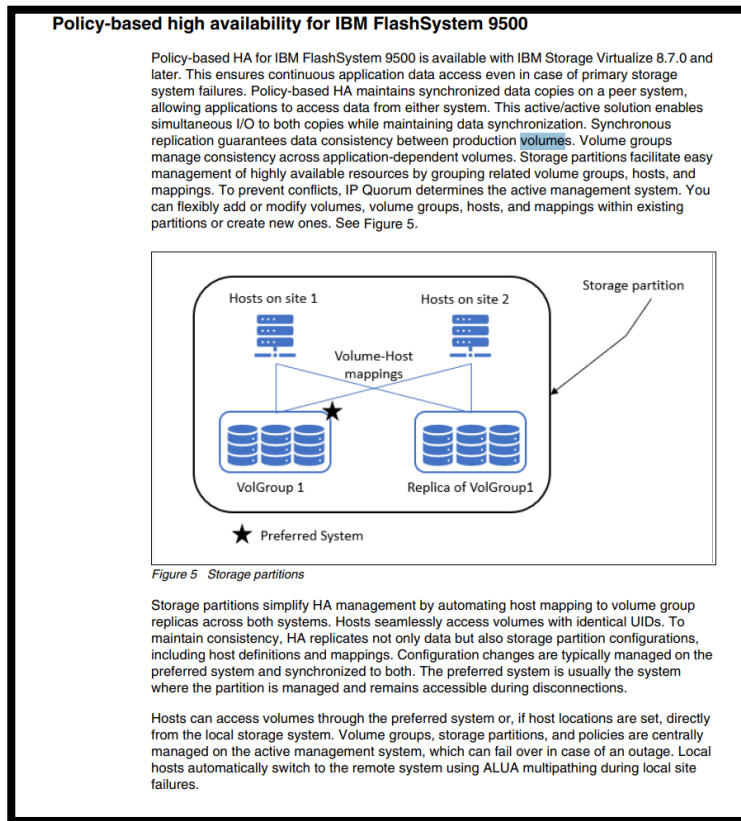 Policy-based high availability for IBM FlashSystem 9500
Policy-based HA for IBM FlashSystem 9500 is available with IBM Storage Virtualize 8.7.0 and
later. This ensures continuous application data access even in case of primary storage
system failures. Policy-based HA maintains synchronized data copies on a peer system,
allowing applications to access data from either system. This active/active solution enables
simultaneous I/O to both copies while maintaining data synchronization. Synchronous
replication guarantees data consistency between production volumes. Volume groups
manage consistency across application-dependent volumes. Storage partitions facilitate easy
management of highly available resources by grouping related volume groups, hosts, and
mappings. To prevent conflicts, IP Quorum determines the active management system. You
can flexibly add or modify volumes, volume groups, hosts, and mappings within existing
partitions or create new ones. See Figure 5.
Storage partition
Hosts on site 1
Hosts on site 2
Volume-Host
mappings
VolGroup 1
Replica of VolGroup1
Preferred System
Figure 5 Storage partitions
Storage partitions simplify HA management by automating host mapping to volume group
replicas across both systems. Hosts seamlessly access volumes with identical UIDs. To
maintain consistency, HA replicates not only data but also storage partition configurations,
including host definitions and mappings. Configuration changes are typically managed on the
preferred system and synchronized to both. The preferred system is usually the system
where the partition is managed and remains accessible during disconnections.
Hosts can access volumes through the preferred system or, if host locations are set, directly
from the local storage system. Volume groups, storage partitions, and policies are centrally
managed on the active management system, which can fail over in case of an outage. Local
hosts automatically switch to the remote system using ALUA multipathing during local site
failures.